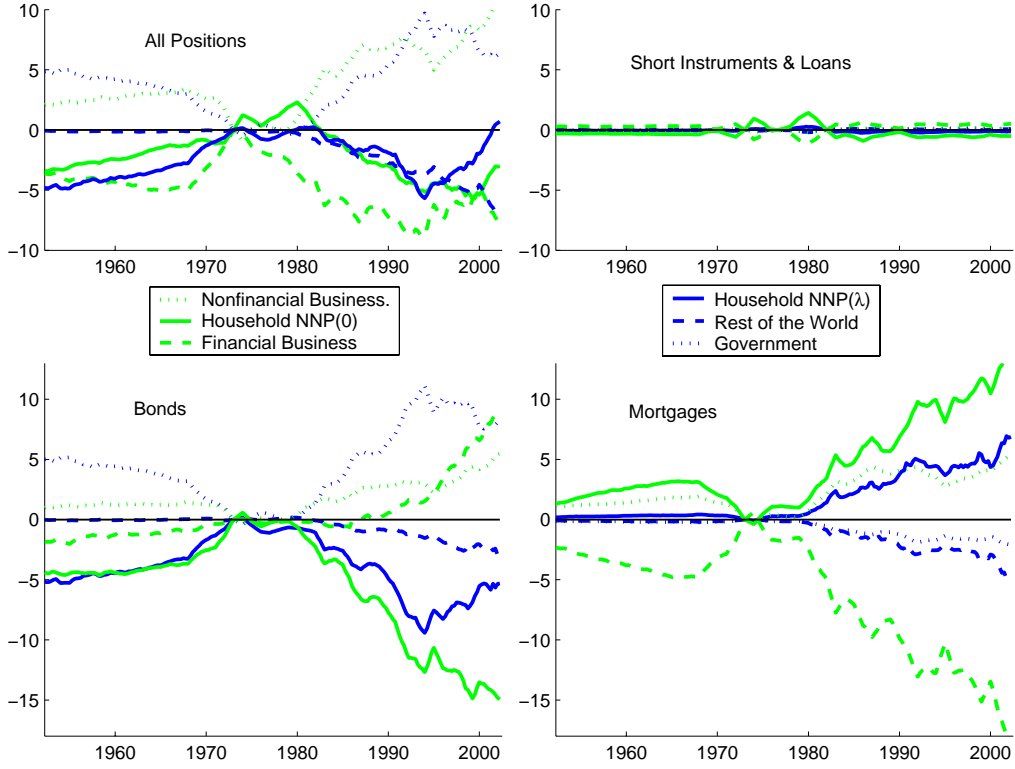 10
5
0
−5
−10
All Positions
1960 1970 1980 1990 2000
10
5
0
−5
−10
Short Instruments & Loans
1960 1970 1980 1990 2000
Nonfinancial Business.
Household NNP(0)
Financial Business
Household NNP(λ)
Rest of the World
Government
10
5
0
−5
−10
−15
Bonds
1960 1970 1980 1990 2000
10
5
0
−5
−10
−15
Mortgages
1960 1970 1980 1990 2000